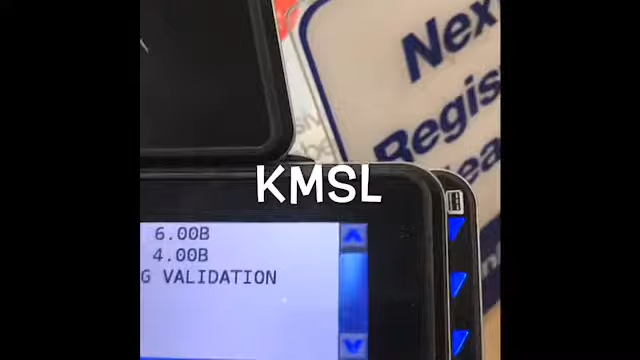 Nex
Regis
KMSL
6.00B
4.00B
G VALIDATION